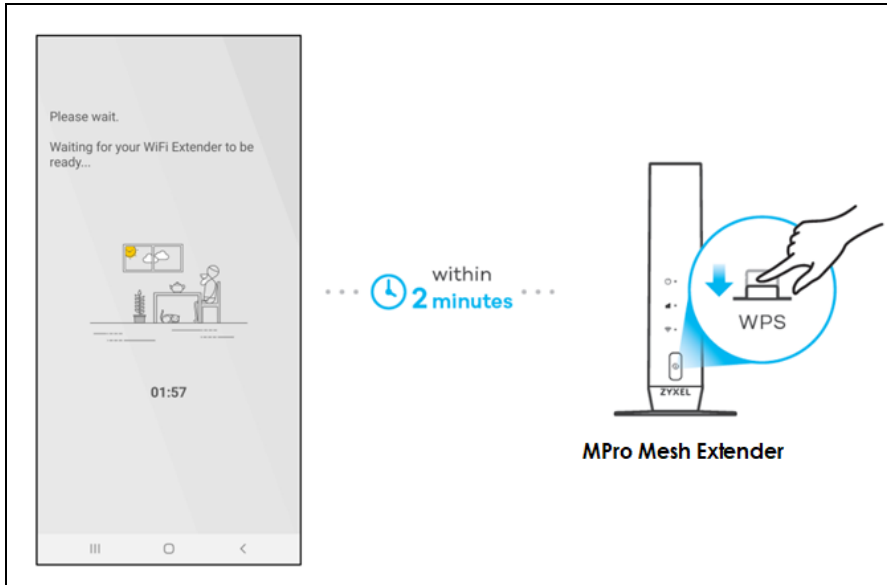 Please wait.
Waiting for your WiFi Extender to be
ready...
01:57
within
2 minutes
WPS
ZYXEL
MPro Mesh Extender